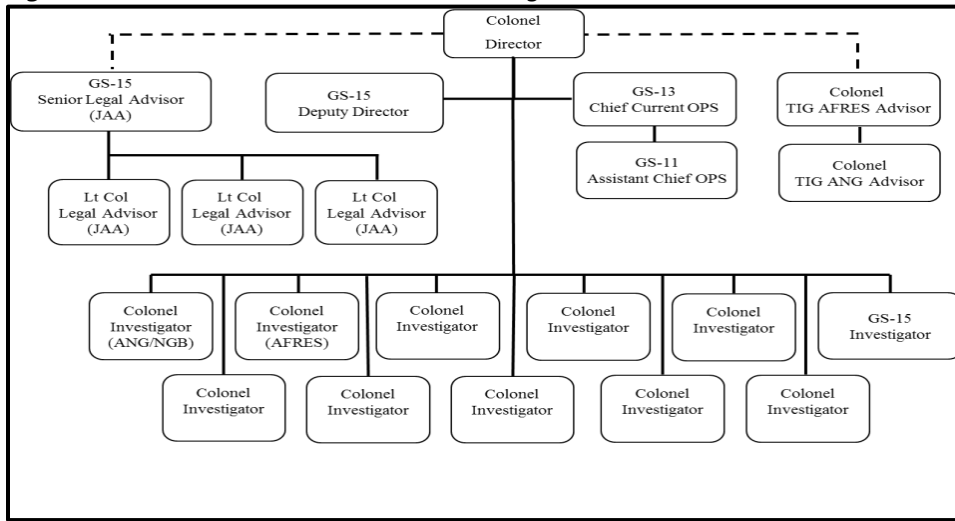 Colonel
Director
GS-15
Senior Legal Advisor
(JAA)
GS-15
Deputy Director
GS-13
Chief Current OPS
Colonel
TIG AFRES Advisor
GS-11
Assistant Chief OPS
Colonel
TIG ANG Advisor
Lt Col
Legal Advisor
(JAA)
Lt Col
Legal Advisor
(JAA)
Lt Col
Legal Advisor
(JAA)
Colonel
Investigator
(ANG/NGB)
Colonel
Investigator
(AFRES)
Colonel
Investigator
Colonel
Investigator
Colonel
Investigator
GS-15
Investigator
Colonel
Investigator
Colonel
Investigator
Colonel
Investigator
Colonel
Investigator
Colonel
Investigator